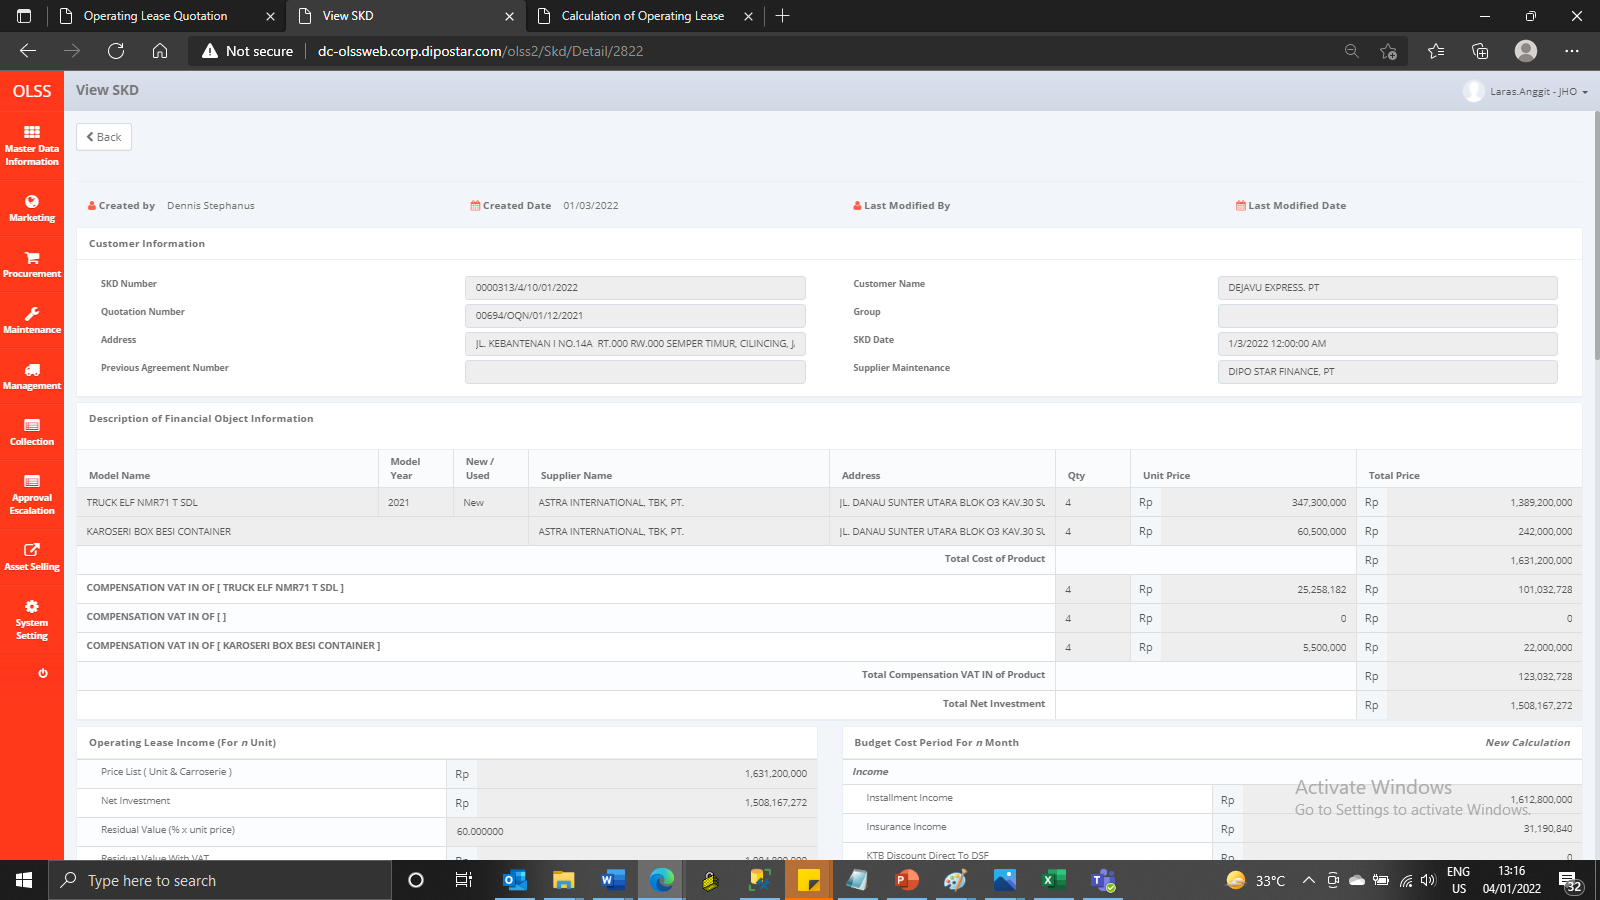 Operating Lease Quotation
View SKD
Calculation of Operating Lease
Not secure
dc-olssweb.corp.dipostar.com/olss2/Skd/Detail/2822
OLSS
View SKD
Laras.Anggit - JHO
Back
Master Data Information
Marketing
Procurement
Maintenance
Management
Collection
Approval Escalation
Asset Selling
System Setting
Created by Dennis Stephanus
Created Date 01/03/2022
Last Modified By
Last Modified Date
Customer Information
SKD Number 0000313/4/10/01/2022 Customer Name DEJAVU EXPRESS. PT
Quotation Number 00694/OQN/01/12/2021 Group
Address JL. KEBANTENAN I NO.14A RT.000 RW.000 SEMPER TIMUR, CILINCING, SKD Date 1/3/2022 12:00:00 AM
Previous Agreement Number Supplier Maintenance DIPO STAR FINANCE, PT
Description of Financial Object Information
Model Name Model Year New / Used Supplier Name Address Qty Unit Price Total Price
TRUCK ELF NMR71 T SDL 2021 New ASTRA INTERNATIONAL, TBK, PT. JL. DANAU SUNTER UTARA BLOK O3 KAV.30 SU 4 Rp 347,300,000 Rp 1,389,200,000
KAROSERI BOX BESI CONTAINER ASTRA INTERNATIONAL, TBK, PT. JL. DANAU SUNTER UTARA BLOK O3 KAV.30 SU 4 Rp 60,500,000 Rp 242,000,000
Total Cost of Product Rp 1,631,200,000
COMPENSATION VAT IN OF [ TRUCK ELF NMR71 T SDL ] 4 Rp 25,258,182 Rp 101,032,728
COMPENSATION VAT IN OF [ ] 4 Rp 0 Rp 0
COMPENSATION VAT IN OF [ KAROSERI BOX BESI CONTAINER ] 4 Rp 5,500,000 Rp 22,000,000
Total Compensation VAT IN of Product Rp 123,032,728
Total Net Investment Rp 1,508,167,272
Operating Lease Income (For n Unit)
Price List ( Unit & Carroserie ) Rp 1,631,200,000
Net Investment Rp 1,508,167,272
Residual Value (% x unit price) 60.000000
Residual Value With VAT Rp
Budget Cost Period For n Month New Calculation
Income
Installment Income Rp 1,612,800,000
Insurance Income Rp 31,190,840
KTB Discount Direct To DSF Rp 0
Activate Windows
Go to Settings to activate Windows.
Type here to search
33°C
ENG
US
13:16
04/01/2022
32